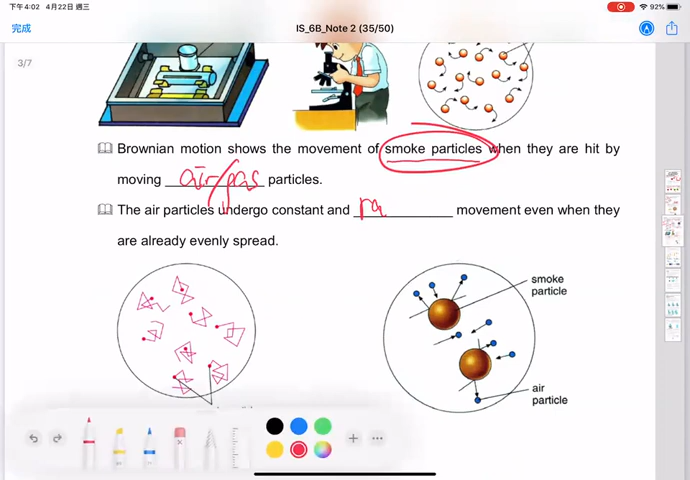 下午4:02 4月22日 週三
IS_6B_Note 2 (35/50)
92%
完成
3/7
Brownian motion shows the movement of smoke particles when they are hit by
moving air/gas particles.
The air particles undergo constant and ra movement even when they
are already evenly spread.
smoke
particle
air
particle